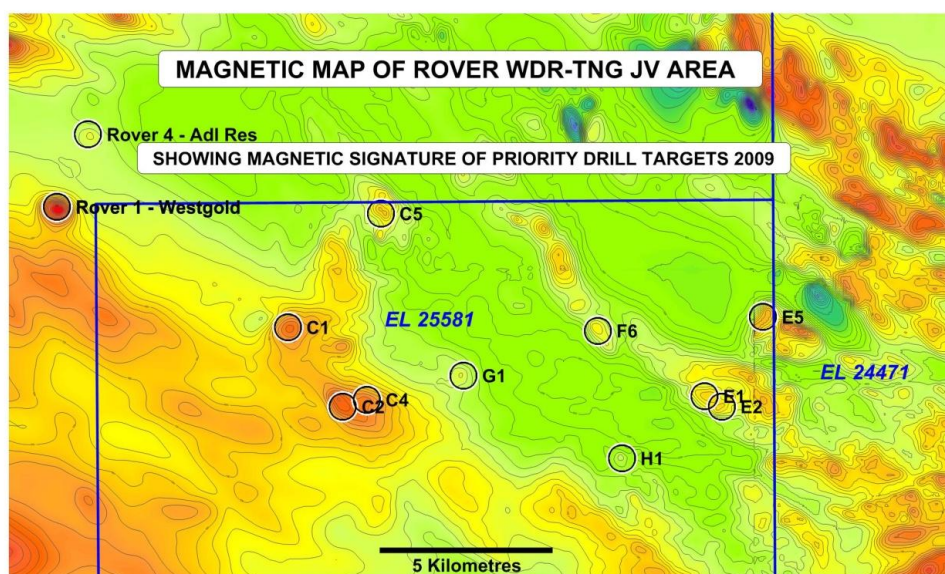 MAGNETIC MAP OF ROVER WDR-TNG JV AREA
Rover 4 - Adl Res
SHOWING MAGNETIC SIGNATURE OF PRIORITY DRILL TARGETS 2009
Rover 1 - Westgold
C5
C1
EL 25581
F6
E5
G1
EL 24471
C4
C2
E1
E2
H1
5 Kilometres